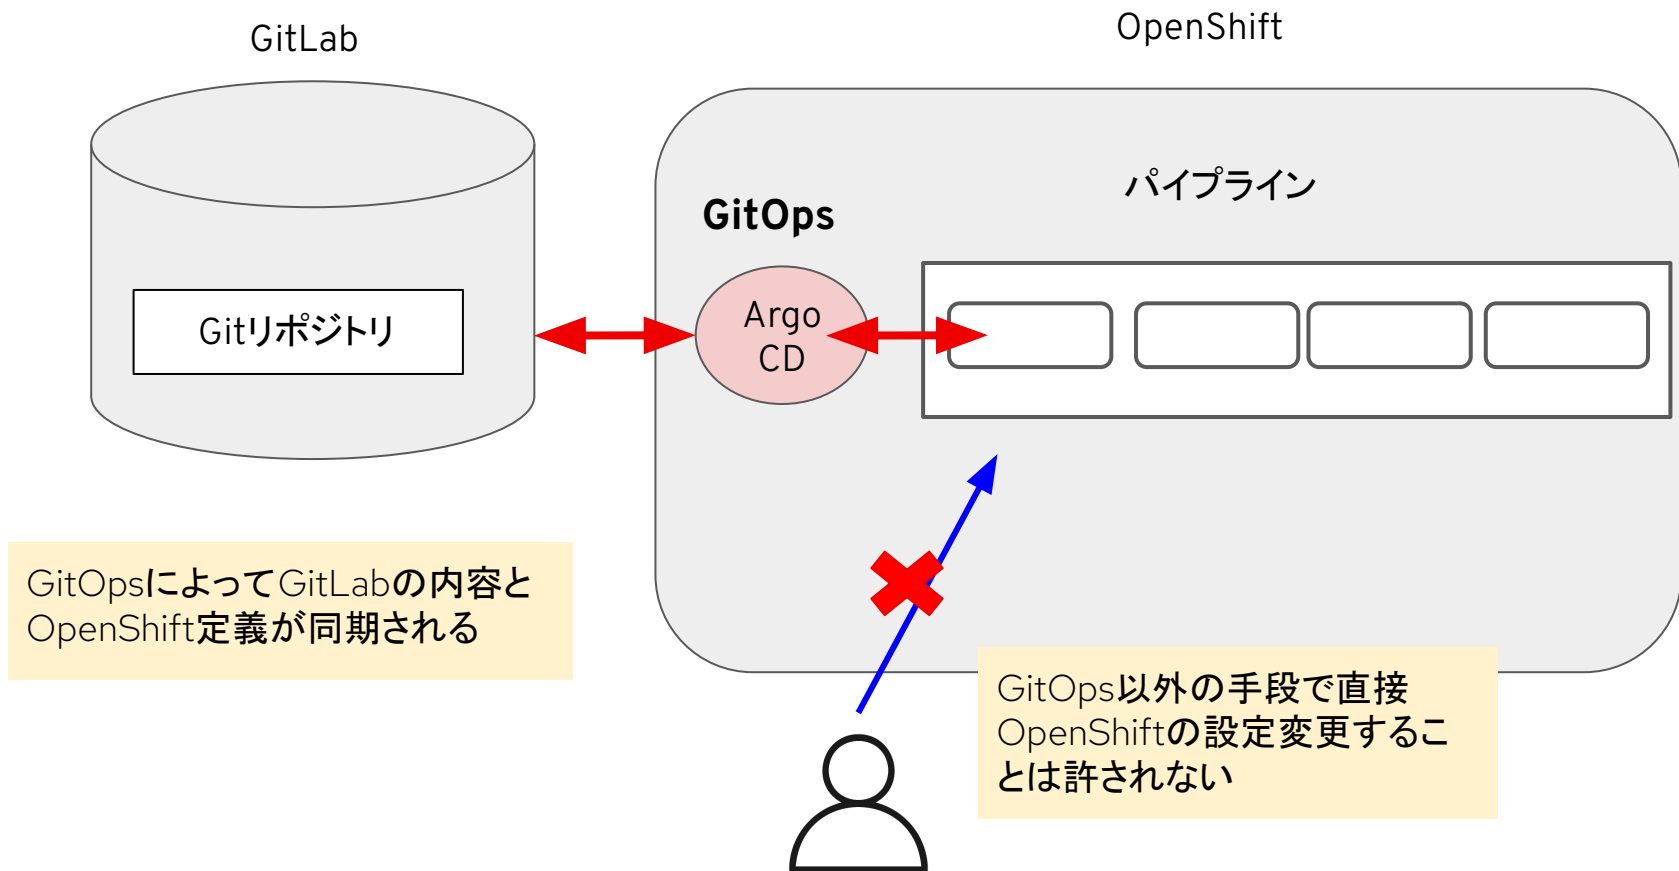 GitLab
OpenShift
パイプライン
GitOps
Argo
CD
Gitリポジトリ
GitOpsによってGitLabの内容と
OpenShift定義が同期される
GitOps以外の手段で直接
OpenShiftの設定変更するこ
とは許されない